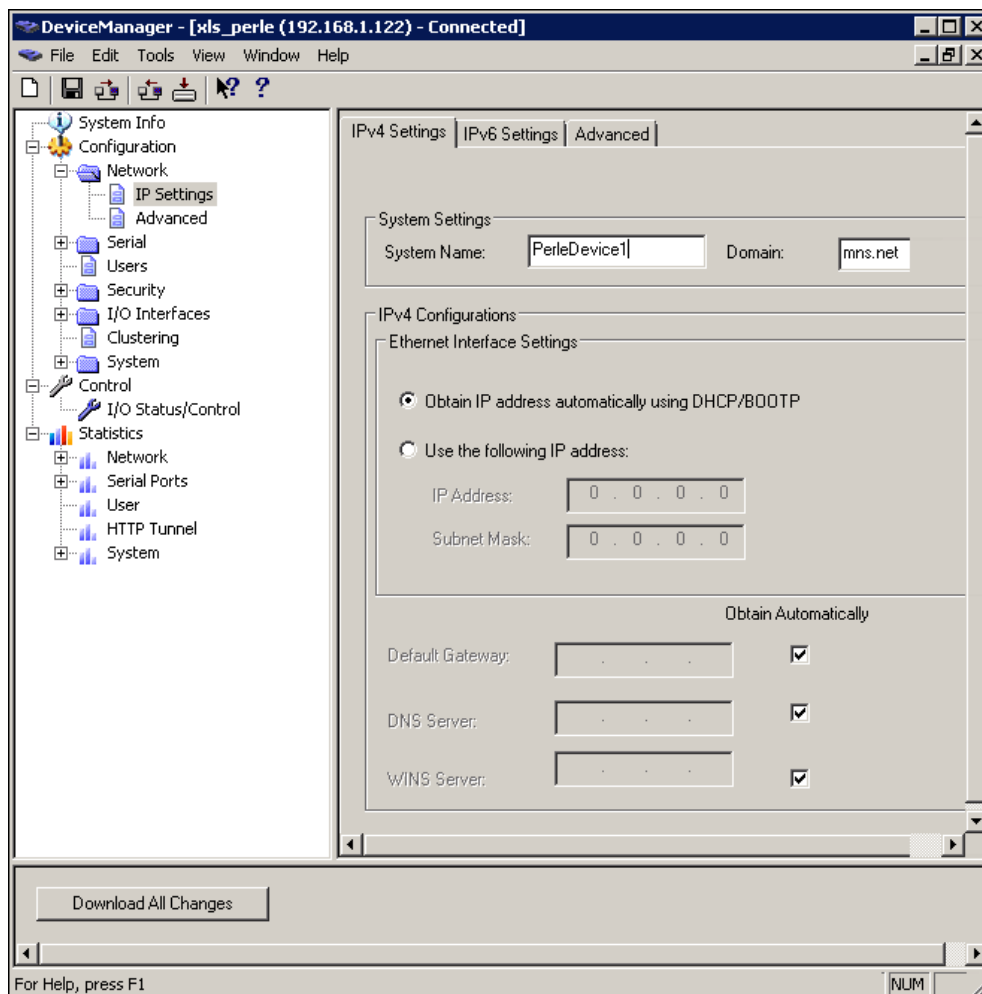 DeviceManager - [xls_perle (192.168.1.122) - Connected]
File Edit Tools View Window Help
System Info
Configuration
Network
IP Settings
Advanced
Serial
Users
Security
I/O Interfaces
Clustering
System
Control
I/O Status/Control
Statistics
Network
Serial Ports
User
HTTP Tunnel
System
IPv4 Settings IPv6 Settings Advanced
System Settings
System Name: PerleDevice1 Domain: mns.net
IPv4 Configurations
Ethernet Interface Settings
Obtain IP address automatically using DHCP/BOOTP
Use the following IP address:
IP Address: 0 . 0 . 0 . 0
Subnet Mask: 0 . 0 . 0 . 0
Obtain Automatically
Default Gateway: . . .
DNS Server: . . .
WINS Server: . . .
Download All Changes
For Help, press F1 NUM